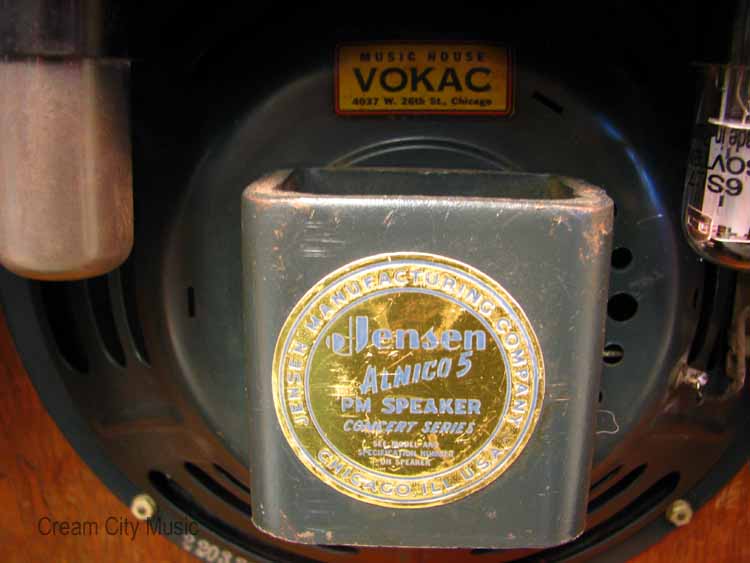 MUSIC HOUSE
VOKAC
4037 W. 26th St., Chicago
JENSEN MANUFACTURING COMPANY
Jensen
ALNICO 5
PM SPEAKER
CONCERT SERIES
SEE MODEL AND
SPECIFICATION NUMBER
ON SPEAKER
CHICAGO ILL U.S.A.
Cream City Music